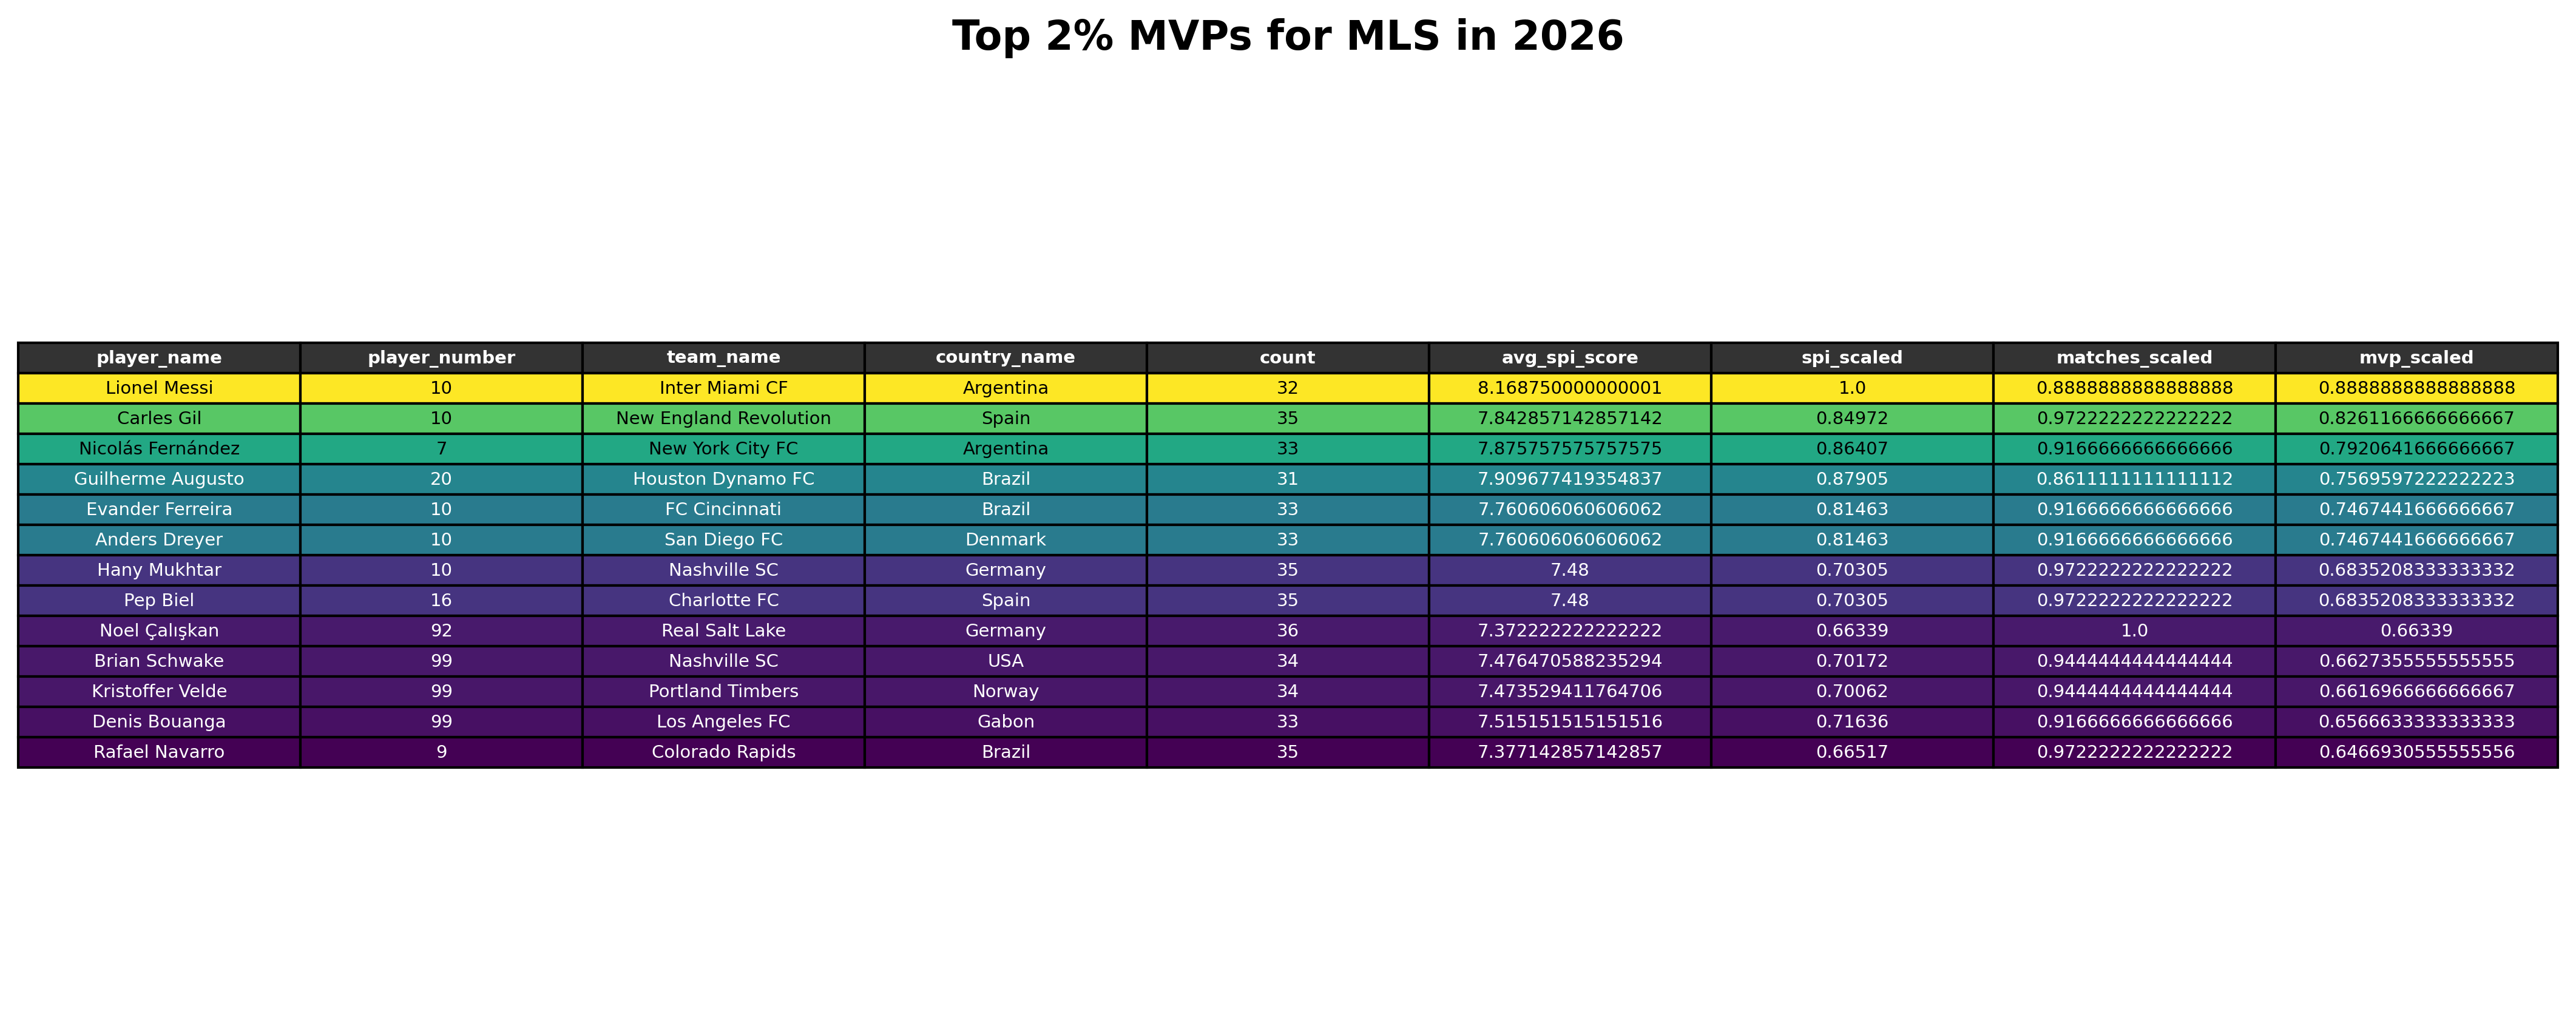 Top 2% MVPs for MLS in 2026
player_name player_number team_name country_name count avg_spi_score spi_scaled matches_scaled mvp_scaled
Lionel Messi 10 Inter Miami CF Argentina 32 8.168750000000001 1.0 0.8888888888888888 0.8888888888888888
Carles Gil 10 New England Revolution Spain 35 7.842857142857142 0.84972 0.9722222222222222 0.8261166666666667
Nicolás Fernández 7 New York City FC Argentina 33 7.875757575757575 0.86407 0.9166666666666666 0.7920641666666667
Guilherme Augusto 20 Houston Dynamo FC Brazil 31 7.909677419354837 0.87905 0.8611111111111112 0.7569597222222223
Evander Ferreira 10 FC Cincinnati Brazil 33 7.760606060606062 0.81463 0.9166666666666666 0.7467441666666667
Anders Dreyer 10 San Diego FC Denmark 33 7.760606060606062 0.81463 0.9166666666666666 0.7467441666666667
Hany Mukhtar 10 Nashville SC Germany 35 7.48 0.70305 0.9722222222222222 0.6835208333333332
Pep Biel 16 Charlotte FC Spain 35 7.48 0.70305 0.9722222222222222 0.6835208333333332
Noel Çalışkan 92 Real Salt Lake Germany 36 7.372222222222222 0.66339 1.0 0.66339
Brian Schwake 99 Nashville SC USA 34 7.476470588235294 0.70172 0.9444444444444444 0.6627355555555555
Kristoffer Velde 99 Portland Timbers Norway 34 7.473529411764706 0.70062 0.9444444444444444 0.6616966666666667
Denis Bouanga 99 Los Angeles FC Gabon 33 7.515151515151516 0.71636 0.9166666666666666 0.6566633333333333
Rafael Navarro 9 Colorado Rapids Brazil 35 7.377142857142857 0.66517 0.9722222222222222 0.6466930555555556